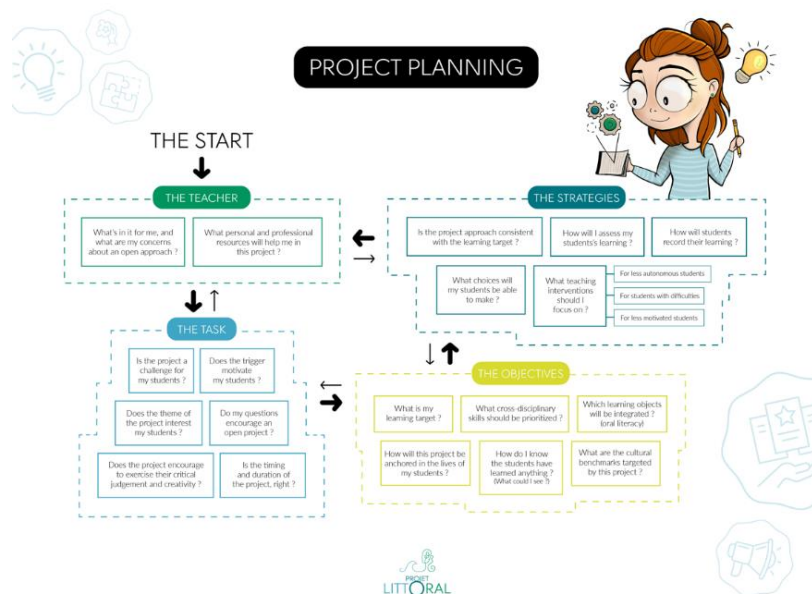 PROJECT PLANNING
THE START
THE TEACHER
What's in it for me, and
what are my concerns
about an open approach ?
What personal and professional
resources will help me in
this project ?
THE STRATEGIES
Is the project approach consistent
with the learning target ?
How will I assess my
students's learning ?
How will students
record their learning ?
What choices will
my students be able
to make ?
What teaching
interventions
should I
focus on ?
For less autonomous students
For students with difficulties
For less motivated students
THE TASK
Is the project a
challenge for
my students ?
Does the trigger
motivate
my students ?
Does the theme of
the project interest
my students ?
Do my questions
encourage an
open project ?
Does the project encourage
to exercise their critical
judgement and creativity ?
Is the timing
and duration of
the project, right ?
THE OBJECTIVES
What is my
learning target ?
What cross-disciplinary
skills should be prioritized ?
Which learning objects
will be integrated ?
(oral literacy)
How will this project be
anchored in the lives of
my students ?
How do I know
the students have
learned anything ?
(What could I see ?)
What are the cultural
benchmarks targeted
by this project ?
PROJET
LITTORAL